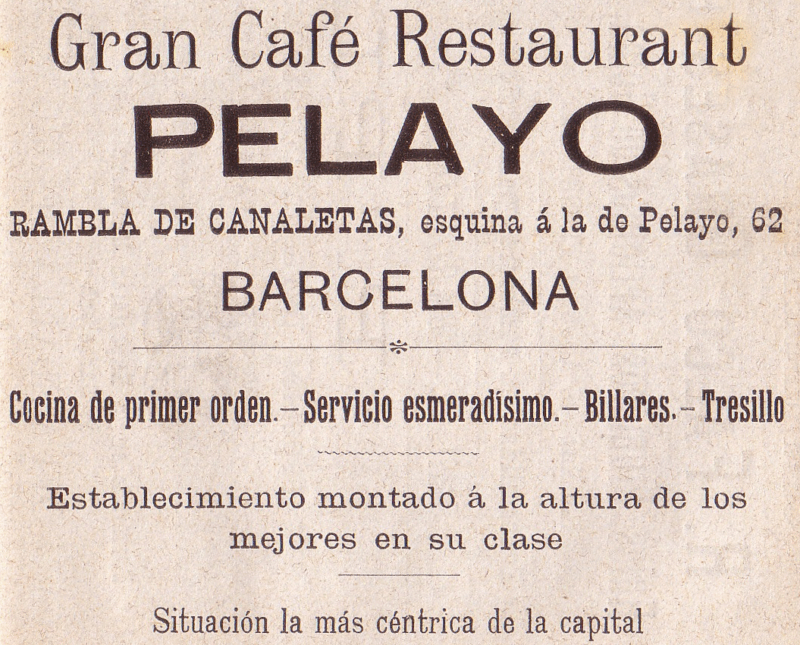 Gran Café Restaurant
PELAYO
RAMBLA DE CANALETAS, esquina á la de Pelayo, 62
BARCELONA
Cocina de primer orden.—Servicio esmeradísimo.—Billares.—Tresillo
Establecimiento montado á la altura de los
mejores en su clase
Situación la más céntrica de la capital